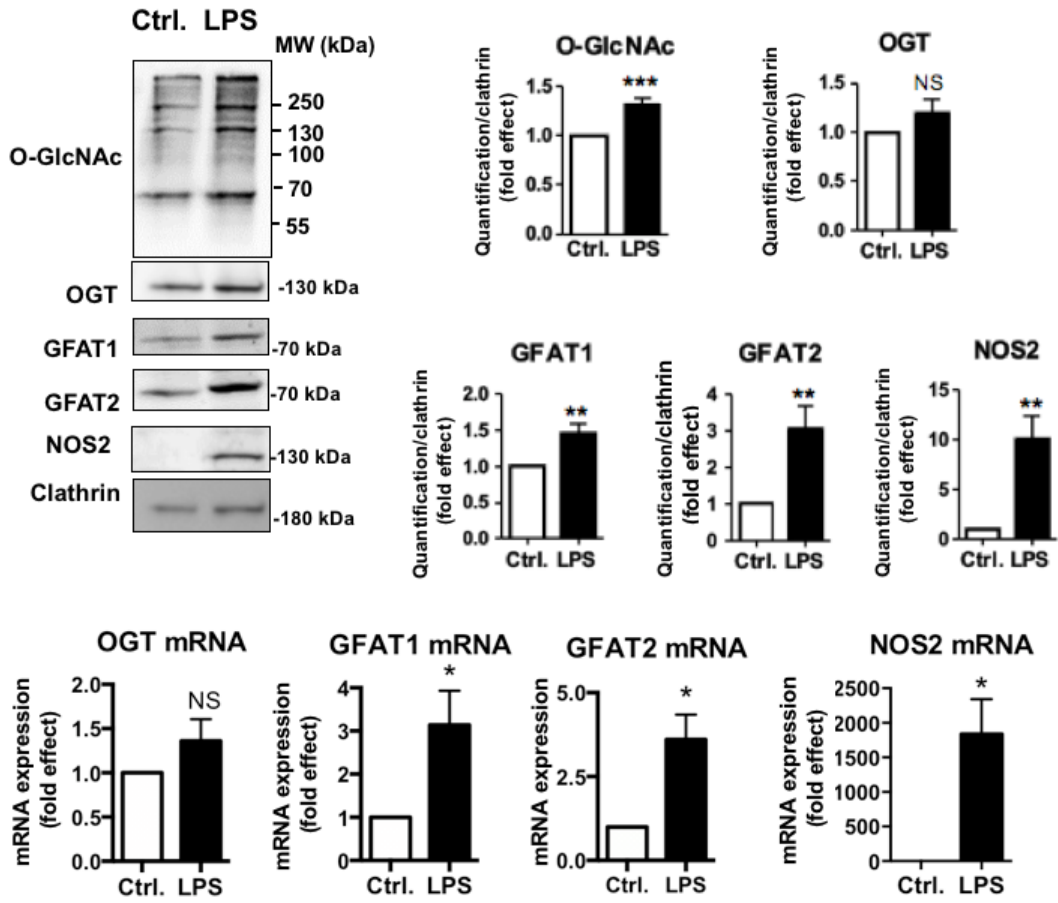 Ctrl. LPS
MW (kDa)
O-GlcNAc
250
130
100
70
55
OGT
-130 kDa
GFAT1
-70 kDa
GFAT2
-70 kDa
NOS2
-130 kDa
Clathrin
-180 kDa
O-GlcNAc
Quantification/clathrin
(fold effect)
1.5
1.0
0.5
0.0
***
Ctrl. LPS
OGT
Quantification/clathrin
(fold effect)
1.5
1.0
0.5
0.0
NS
Ctrl. LPS
GFAT1
Quantification/clathrin
(fold effect)
2.0
1.5
1.0
0.5
0.0
**
Ctrl. LPS
GFAT2
Quantification/clathrin
(fold effect)
4
3
2
1
0
**
Ctrl. LPS
NOS2
Quantification/clathrin
(fold effect)
15
10
5
0
**
Ctrl. LPS
OGT mRNA
mRNA expression
(fold effect)
2.0
1.5
1.0
0.5
0.0
NS
Ctrl. LPS
GFAT1 mRNA
mRNA expression
(fold effect)
4
3
2
1
0
*
Ctrl. LPS
GFAT2 mRNA
mRNA expression
(fold effect)
5.0
2.5
0.0
*
Ctrl. LPS
NOS2 mRNA
mRNA expression
(fold effect)
2500
2000
1500
1000
500
0
*
Ctrl. LPS